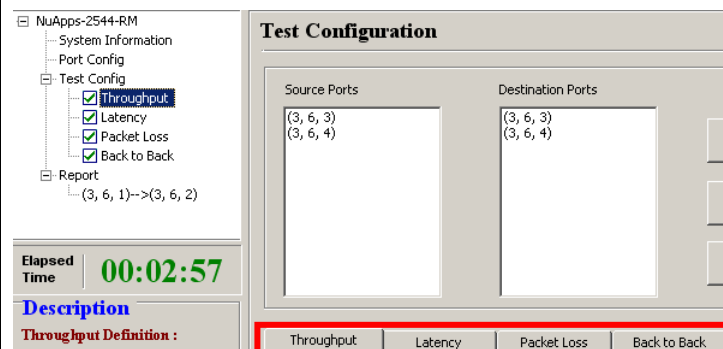 NuApps-2544-RM
System Information
Port Config
Test Config
Throughput
Latency
Packet Loss
Back to Back
Report
(3, 6, 1)-->(3, 6, 2)
Elapsed
Time
00:02:57
Description
Throughput Definition :
Test Configuration
Source Ports
Destination Ports
(3, 6, 3)
(3, 6, 4)
(3, 6, 3)
(3, 6, 4)
Throughput
Latency
Packet Loss
Back to Back